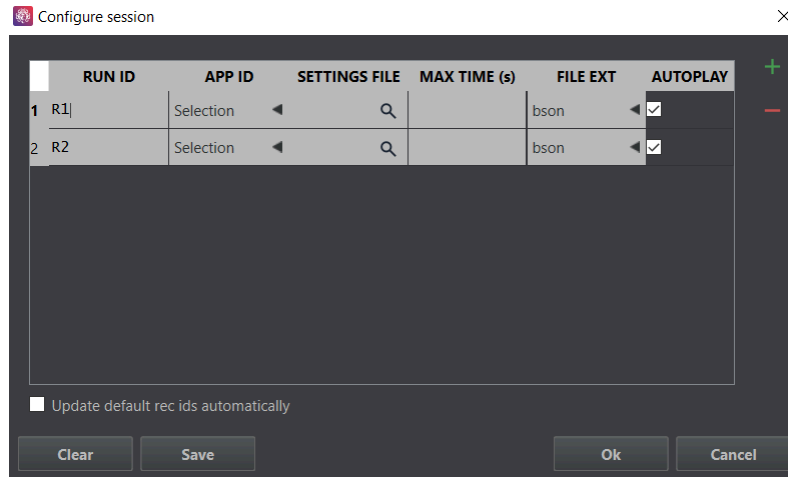 Configure session
RUN ID APP ID SETTINGS FILE MAX TIME (s) FILE EXT AUTOPLAY
1 R1 Selection bson
2 R2 Selection bson
Update default rec ids automatically
Clear Save Ok Cancel